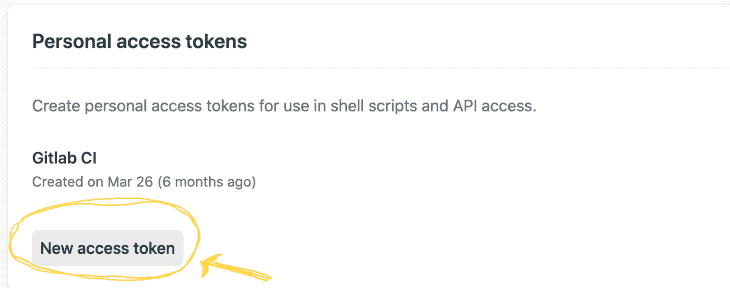 Personal access tokens
Create personal access tokens for use in shell scripts and API access.
Gitlab CI
Created on Mar 26 (6 months ago)
New access token